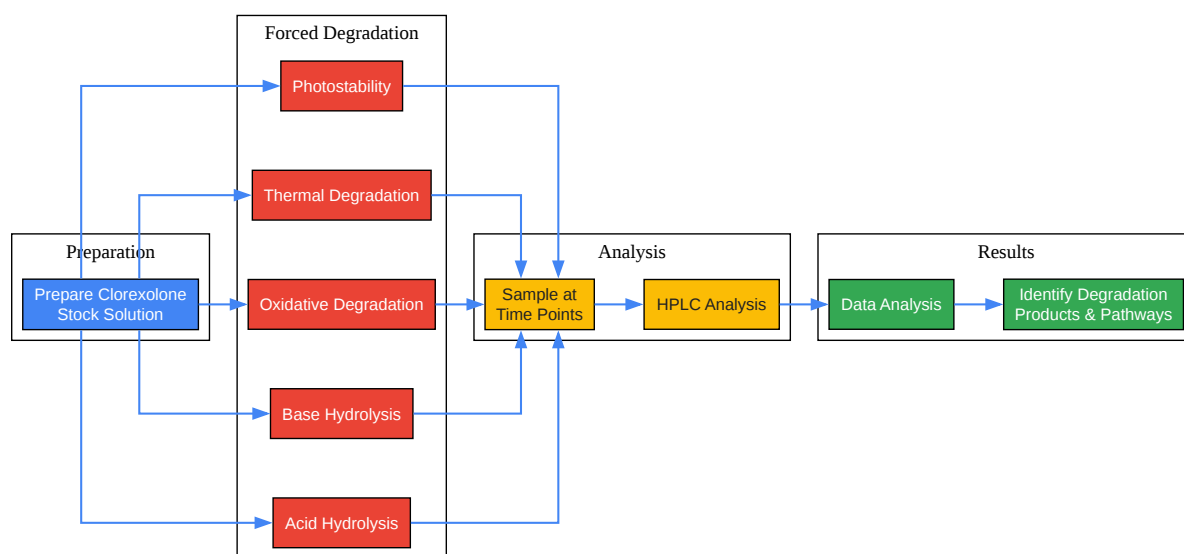 Forced Degradation
Photostability
Thermal Degradation
Preparation
Prepare Clorexolone
Stock Solution
Oxidative Degradation
Base Hydrolysis
Acid Hydrolysis
Analysis
Sample at
Time Points
HPLC Analysis
Results
Data Analysis
Identify Degradation
Products & Pathways